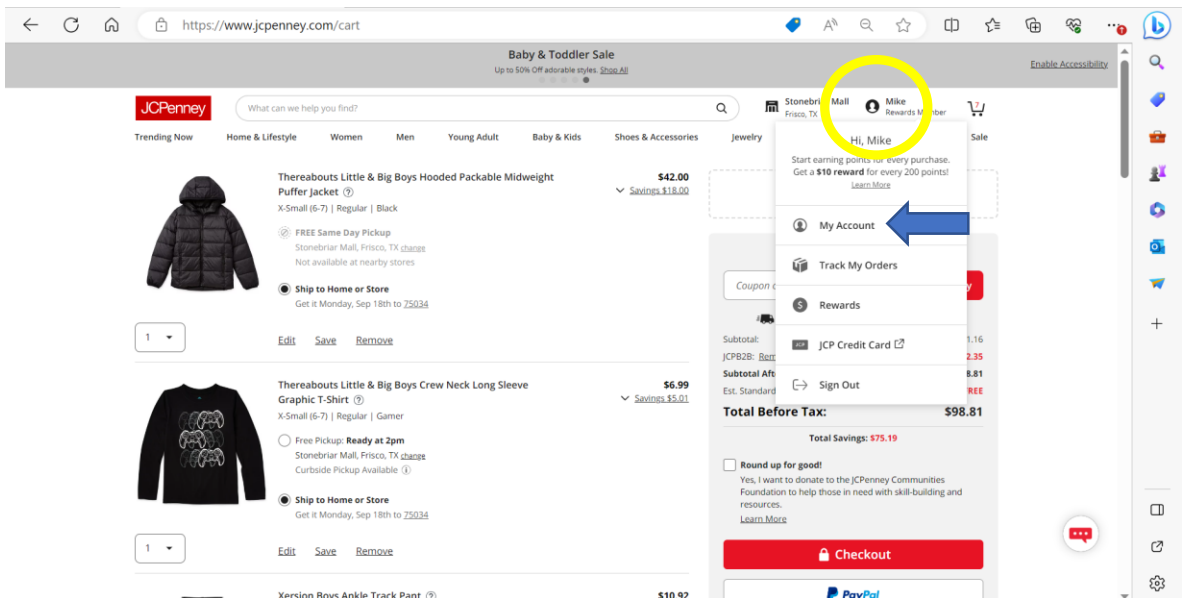 https://www.jcpenney.com/cart
Baby & Toddler Sale
Up to 50% Off adorable styles. Shop All
Enable Accessibility
JCPenney
What can we help you find?
Stonebriar Mall
Frisco, TX
Mike
Rewards Member
7
Trending Now Home & Lifestyle Women Men Young Adult Baby & Kids Shoes & Accessories Jewelry Sale
Hi, Mike
Start earning points for every purchase.
Get a $10 reward for every 200 points!
Learn More
My Account
Track My Orders
Rewards
JCP Credit Card
Sign Out
Thereabouts Little & Big Boys Hooded Packable Midweight
Puffer Jacket
$42.00
Savings $18.00
X-Small (6-7) | Regular | Black
FREE Same Day Pickup
Stonebriar Mall, Frisco, TX change
Not available at nearby stores
Ship to Home or Store
Get it Monday, Sep 18th to 75034
1
Edit Save Remove
Thereabouts Little & Big Boys Crew Neck Long Sleeve
Graphic T-Shirt
$6.99
Savings $5.01
X-Small (6-7) | Regular | Gamer
Free Pickup: Ready at 2pm
Stonebriar Mall, Frisco, TX change
Curbside Pickup Available
Ship to Home or Store
Get it Monday, Sep 18th to 75034
1
Edit Save Remove
Xersion Boys Ankle Track Pant
$10.92
Coupon
Subtotal:
JCPB2B: Rem
Subtotal Aft
Est. Standard
Total Before Tax: $98.81
Total Savings: $75.19
Round up for good!
Yes, I want to donate to the JCPenney Communities
Foundation to help those in need with skill-building and
resources.
Learn More
Checkout
PayPal